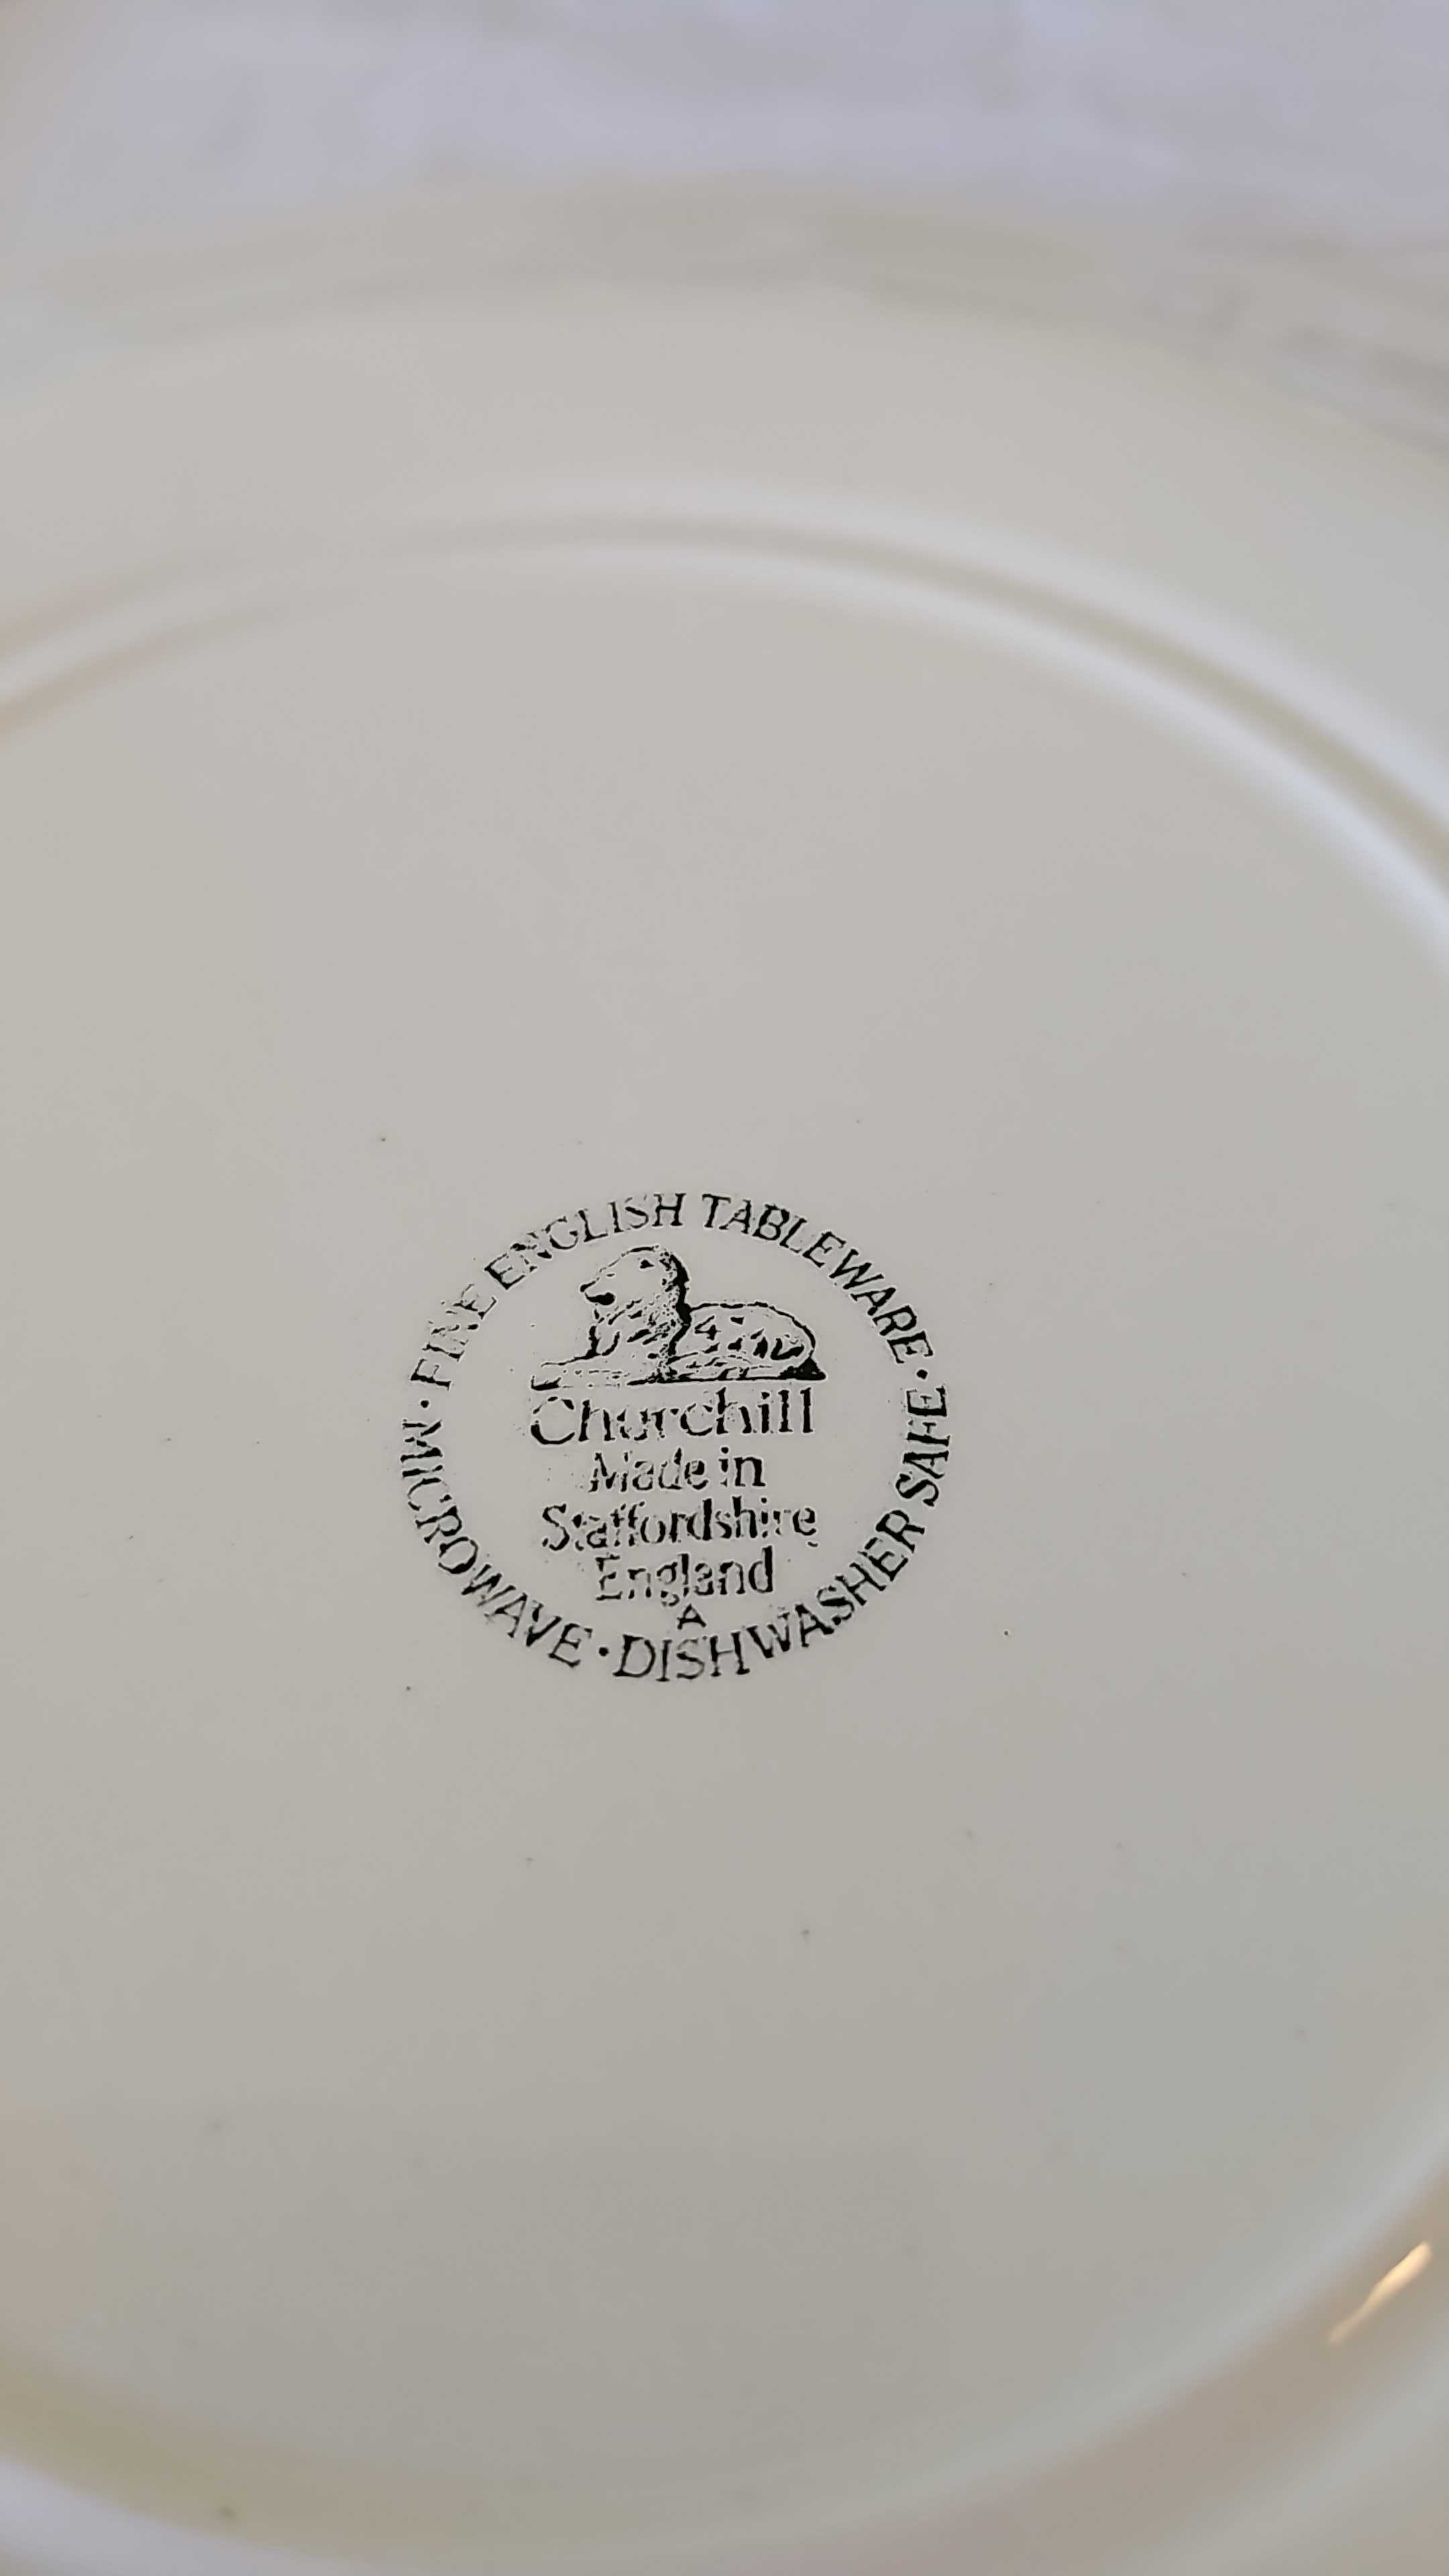 · FINE ENGLISH TABLEWARE ·
Churchill
Made in
Staffordshire
England
A
MICROWAVE · DISHWASHER SAFE